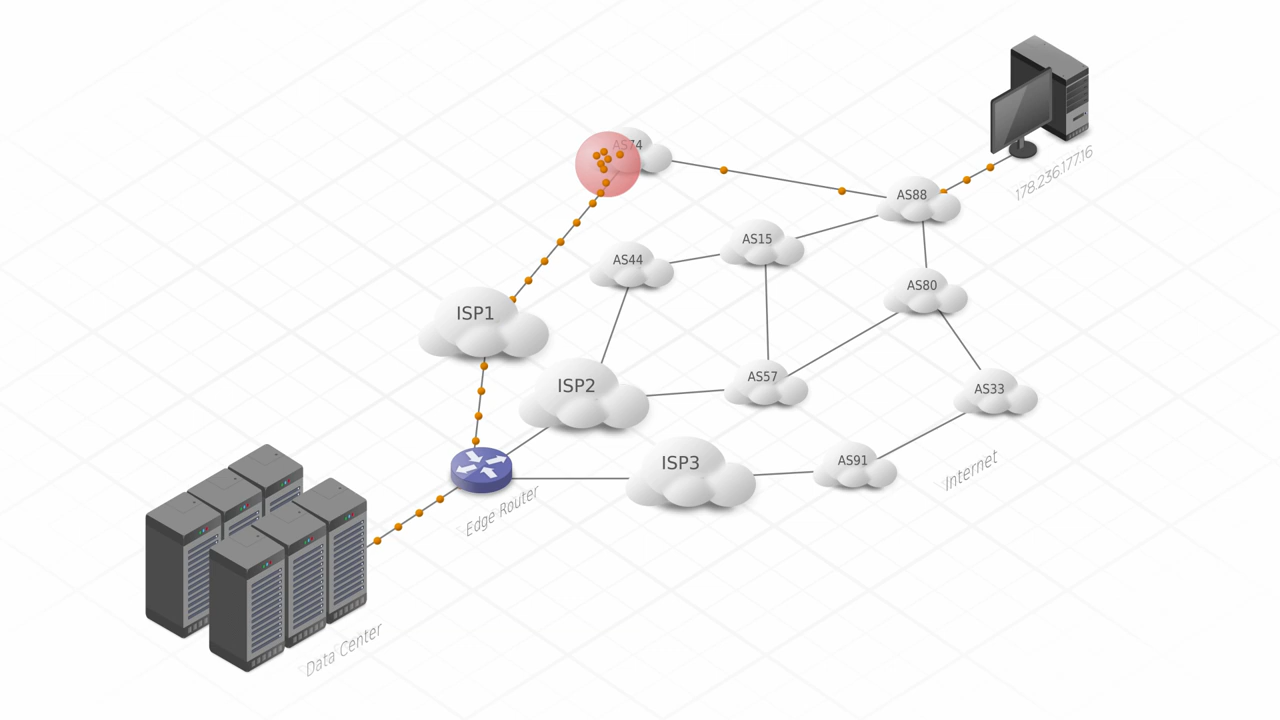 AS74
178.236.177.16
AS88
AS15
AS44
AS80
ISP1
ISP2
AS57
AS33
ISP3
AS91
Internet
Edge Router
Data Center